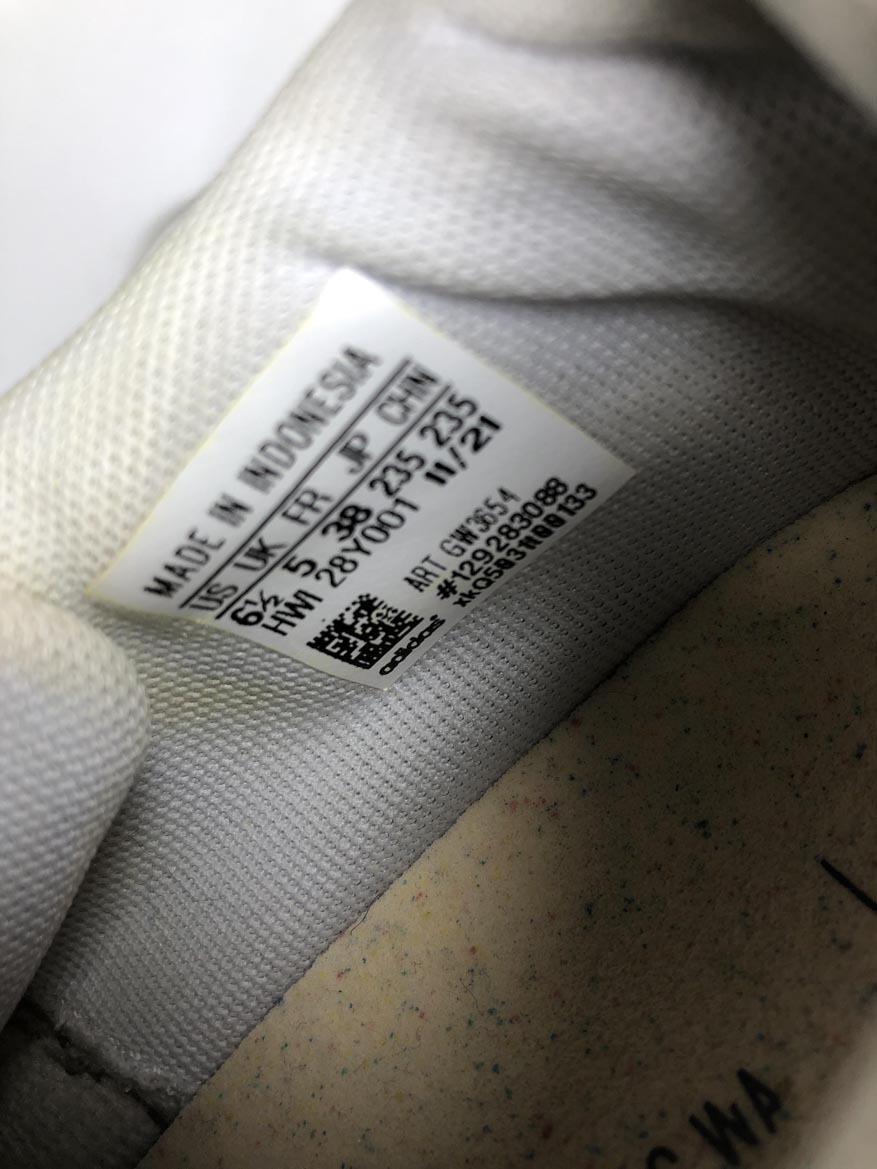 MADE IN INDONESIA
US UK FR JP CHN
6½ 5 38 235 235
HWI 28Y001 11/21
ART GW3654
#129283088
adidas
WA